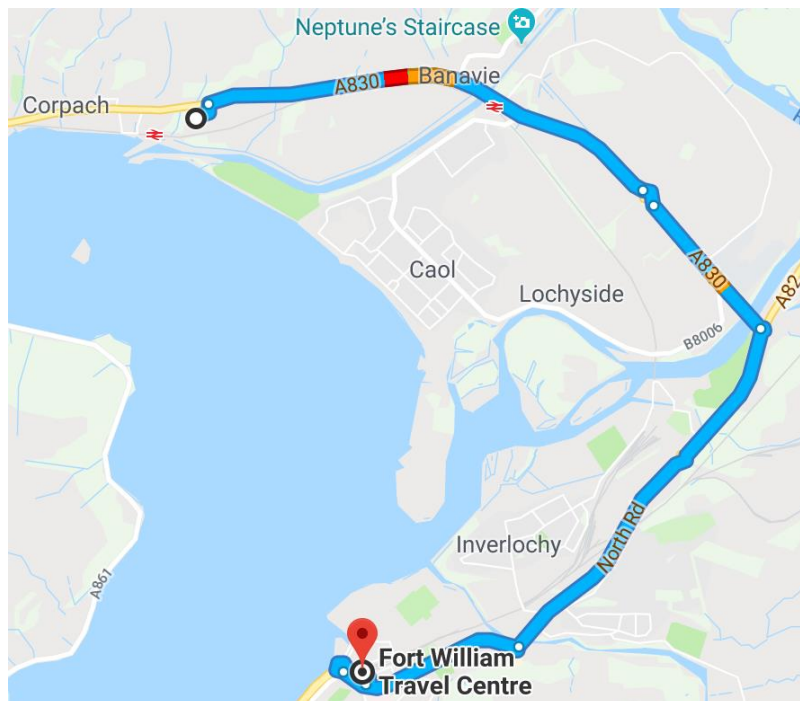 Neptune's Staircase
A830
Banavie
Corpach
Caol
A830
A82
Lochyside
B8006
North Rd
Inverlochy
A861
Fort William
Travel Centre